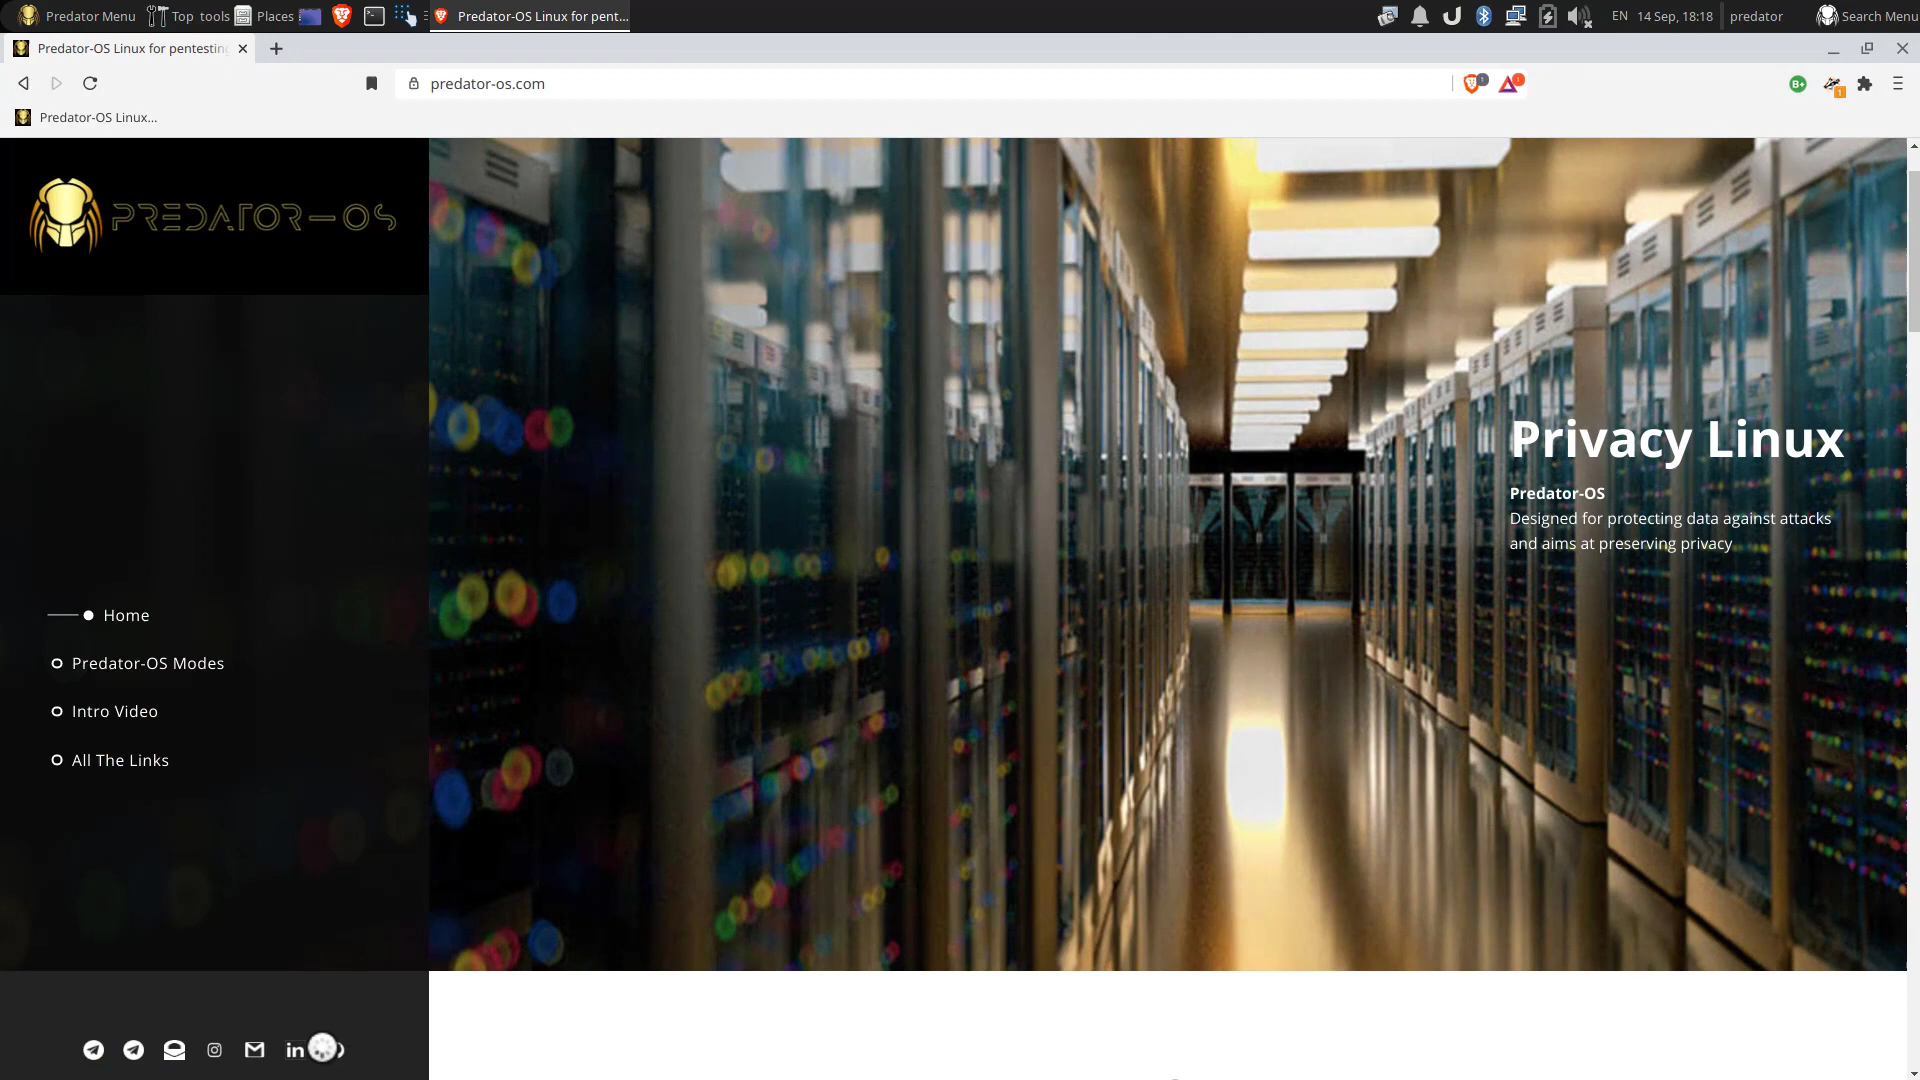 Predator Menu Top tools Places Predator-OS Linux for pent... EN 14 Sep, 18:18 predator Search Menu
Predator-OS Linux for pentesting
predator-os.com
Predator-OS Linux...
PREDATOR-OS
Privacy Linux
Predator-OS
Designed for protecting data against attacks
and aims at preserving privacy
Home
Predator-OS Modes
Intro Video
All The Links
in